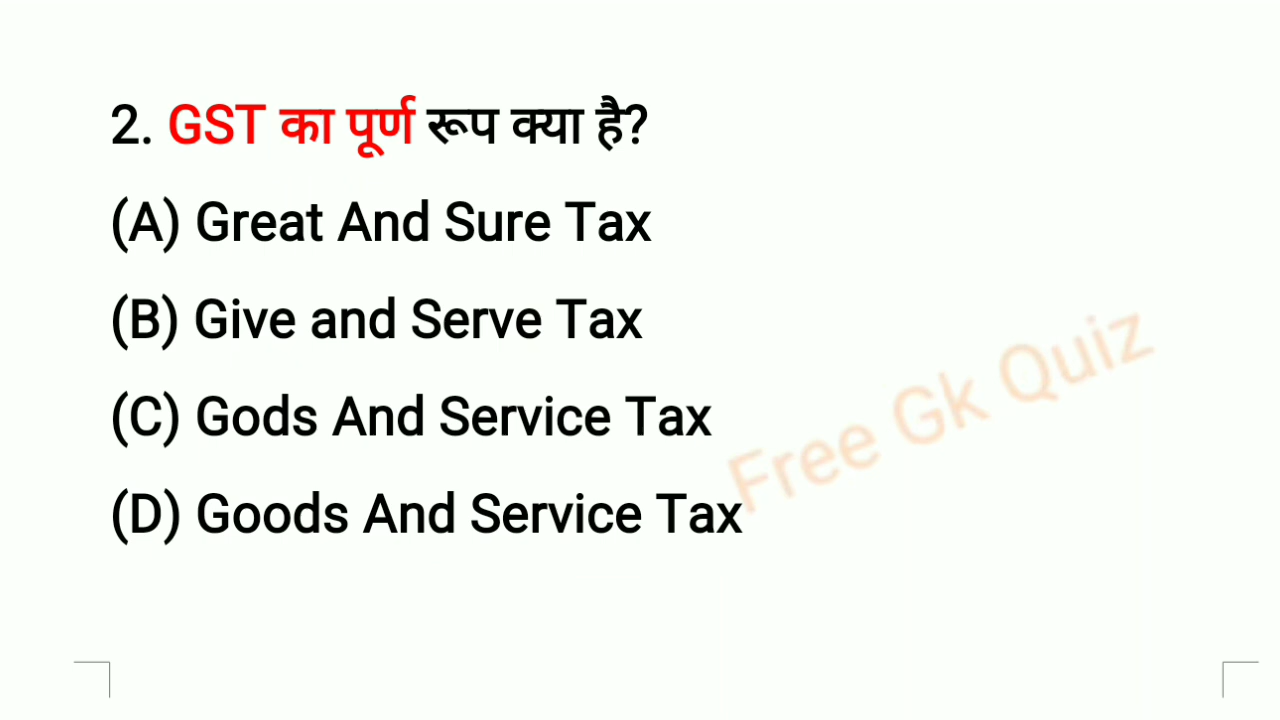 2. GST का पूर्ण रूप क्या है?
(A) Great And Sure Tax
(B) Give and Serve Tax
(C) Gods And Service Tax
(D) Goods And Service Tax
Free Gk Quiz